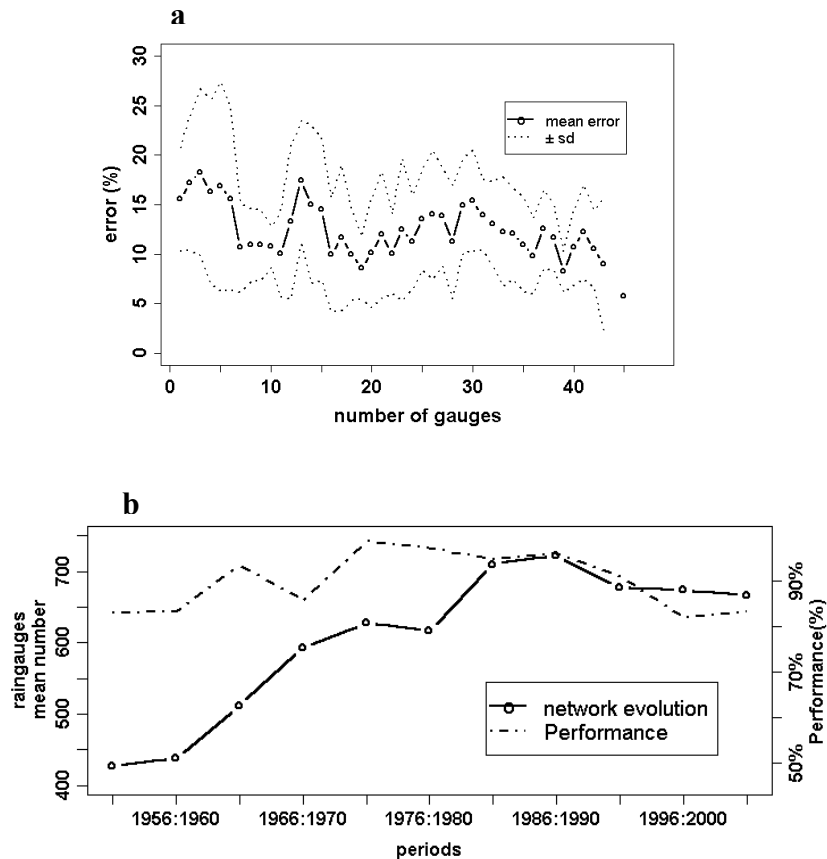 a
30
25
20
15
10
5
0
error (%)
mean error
± sd
0 10 20 30 40
number of gauges
b
700
600
500
400
raingauges
mean number
90%
70%
50%
Performance(%)
network evolution
Performance
1956:1960 1966:1970 1976:1980 1986:1990 1996:2000
periods